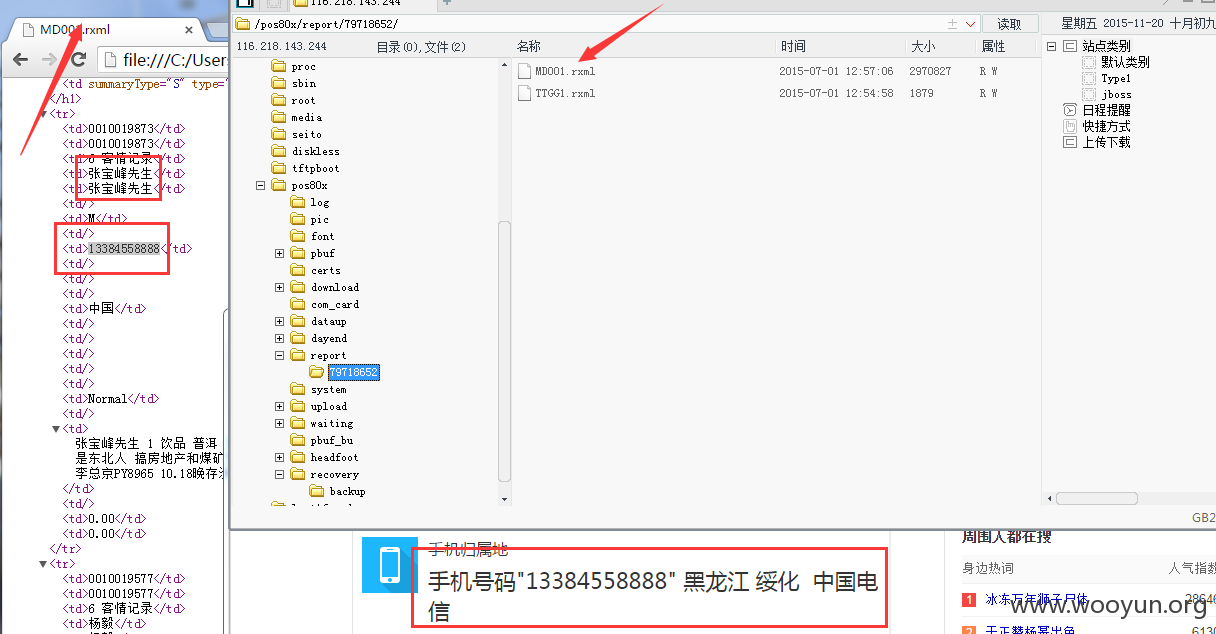 MD001.rxml
×
file:///C:/Users
<td summaryType="S" type="
</h1>
▼<tr>
<td>0010019873</td>
<td>0010019873</td>
<td>6 客情记录</td>
<td>张宝峰先生</td>
<td>张宝峰先生</td>
<td/>
<td>M</td>
<td/>
<td>13384558888</td>
<td/>
<td/>
<td/>
<td>中国</td>
<td/>
<td/>
<td/>
<td/>
<td/>
<td>Normal</td>
<td/>
▼<td>
张宝峰先生 1 饮品 普洱
是东北人 搞房地产和煤矿
李总京PY8965 10.18晚存
</td>
<td/>
<td>0.00</td>
<td>0.00</td>
</tr>
▼<tr>
<td>0010019577</td>
<td>0010019577</td>
<td>6 客情记录</td>
<td>杨毅</td>
116.218.143.244
/pos80x/report/79718652/
读取
116.218.143.244 目录(0),文件(2)
proc
sbin
root
media
seito
diskless
tftpboot
pos80x
log
pic
font
pbuf
certs
download
com_card
dataup
dayend
report
79718652
system
upload
waiting
pbuf_bu
headfoot
recovery
backup
名称 时间 大小 属性
MD001.rxml 2015-07-01 12:57:06 2970827 R W
TTGG1.rxml 2015-07-01 12:54:58 1879 R W
星期五 2015-11-20 十月初九
站点类别
默认类别
Type1
jboss
日程提醒
快捷方式
上传下载
GB2
手机归属地
手机号码"13384558888" 黑龙江 绥化 中国电
信
周围人都在搜
身边热词 人气指数
1 冰冻万年狮子尸体
2
www.wooyun.org